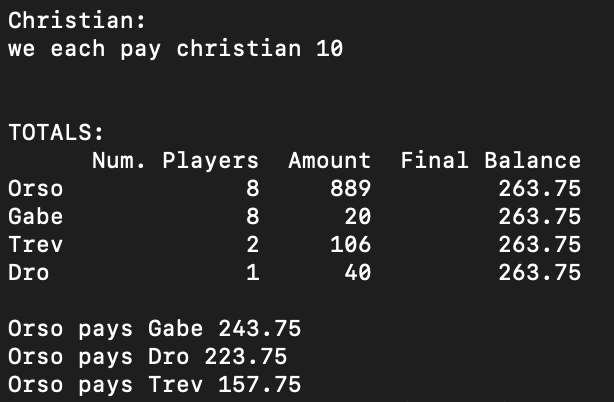 Christian:
we each pay christian 10
TOTALS:
Num. Players Amount Final Balance
Orso 8 889 263.75
Gabe 8 20 263.75
Trev 2 106 263.75
Dro 1 40 263.75
Orso pays Gabe 243.75
Orso pays Dro 223.75
Orso pays Trev 157.75